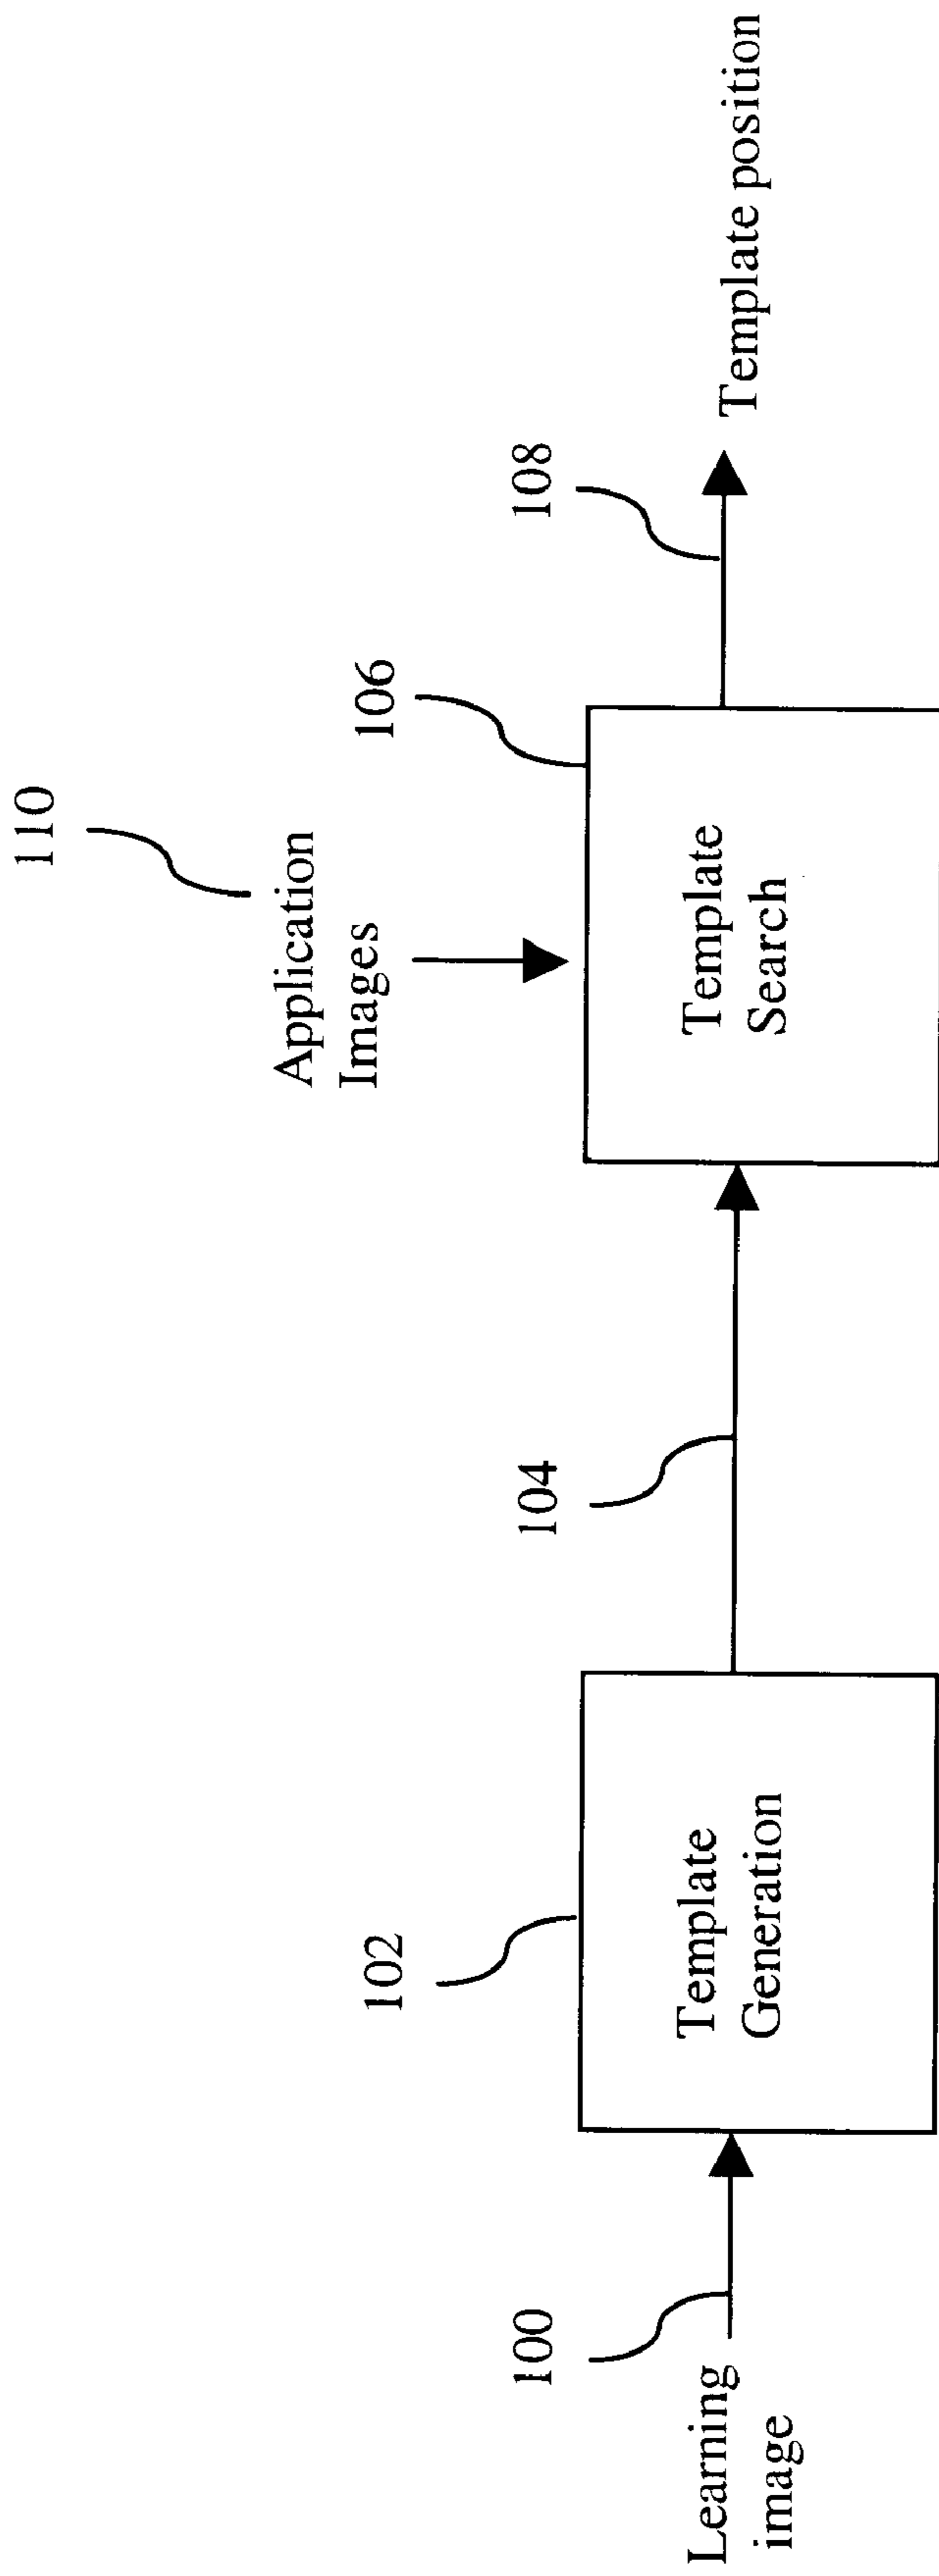 110
Application
Images
106
108
Template
Search
Template position
104
102
Template
Generation
100
Learning
image